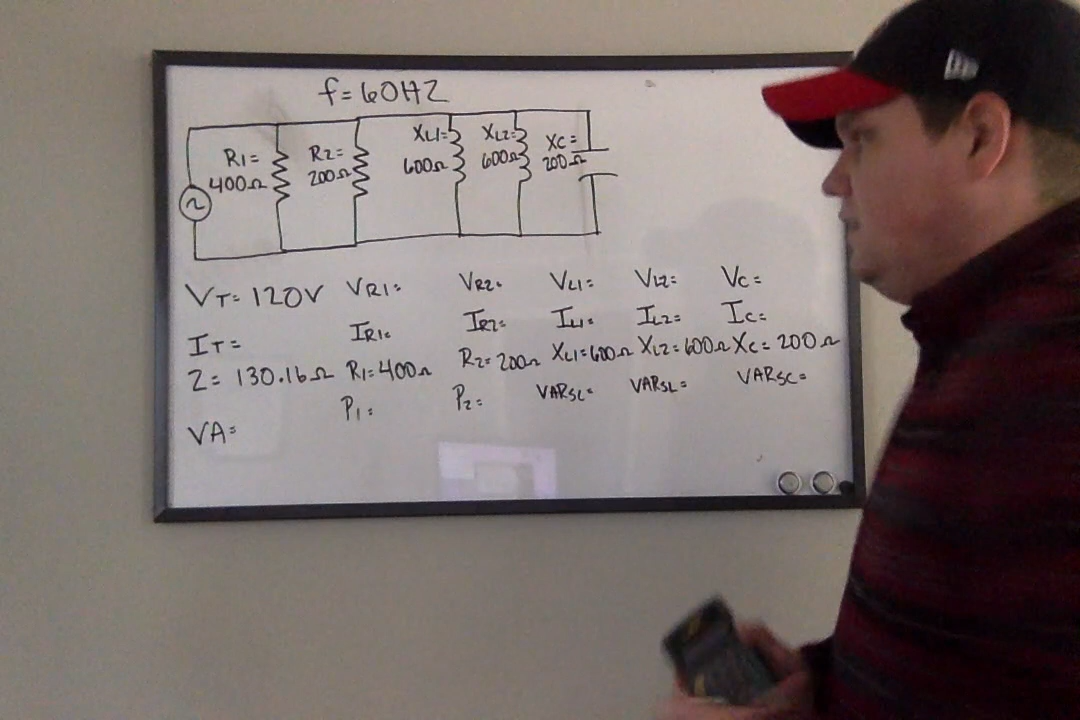 f=60HZ
R1=
400Ω
R2=
200Ω
XL1=
600Ω
XL2=
600Ω
XC=
200Ω
~
VT=120V VR1= VR2= VL1= VL2= VC=
IT= IR1= IR2= IL1= IL2= IC=
Z=130.16Ω R1=400Ω R2=200Ω XL1=600Ω XL2=600Ω XC=200Ω
VA= P1= P2= VARSL= VARSL= VARSC=